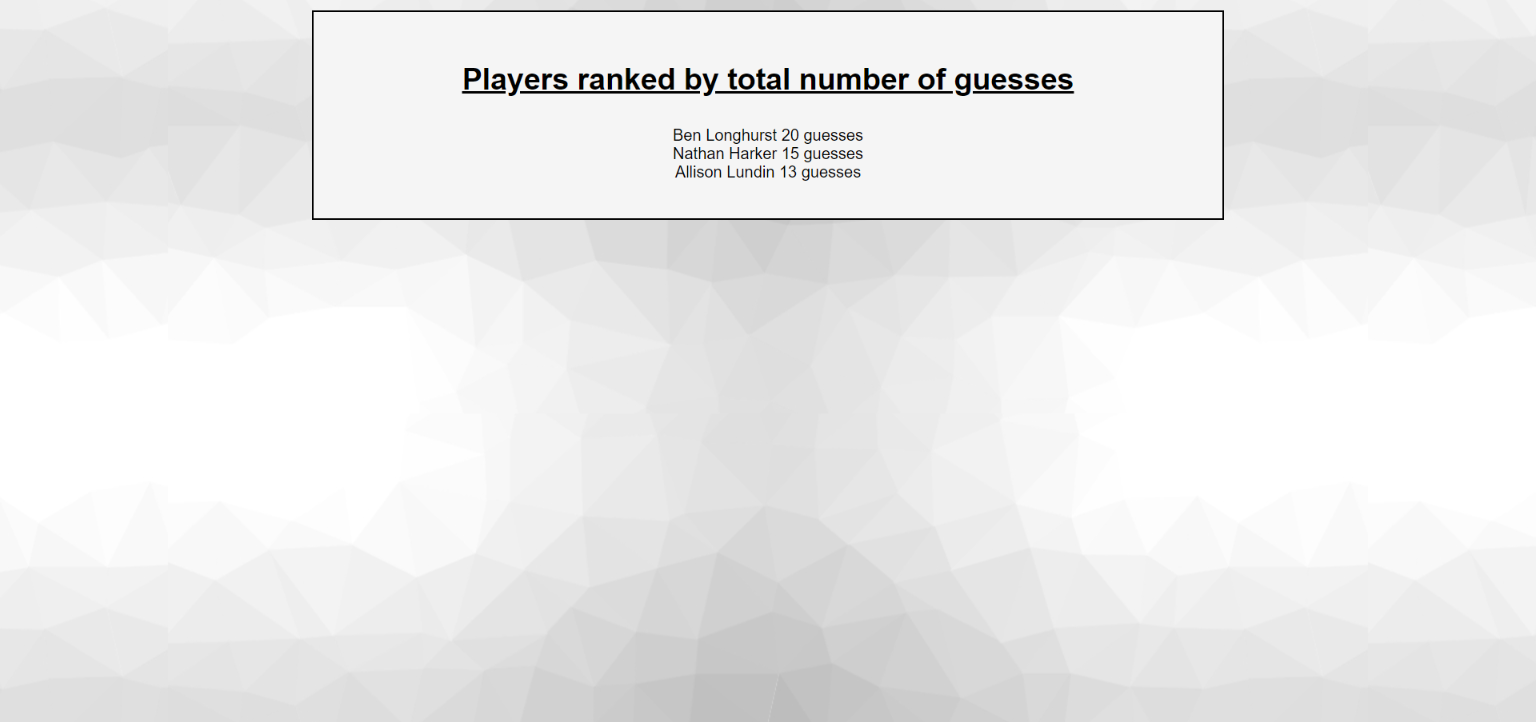 Players ranked by total number of guesses
Ben Longhurst 20 guesses
Nathan Harker 15 guesses
Allison Lundin 13 guesses